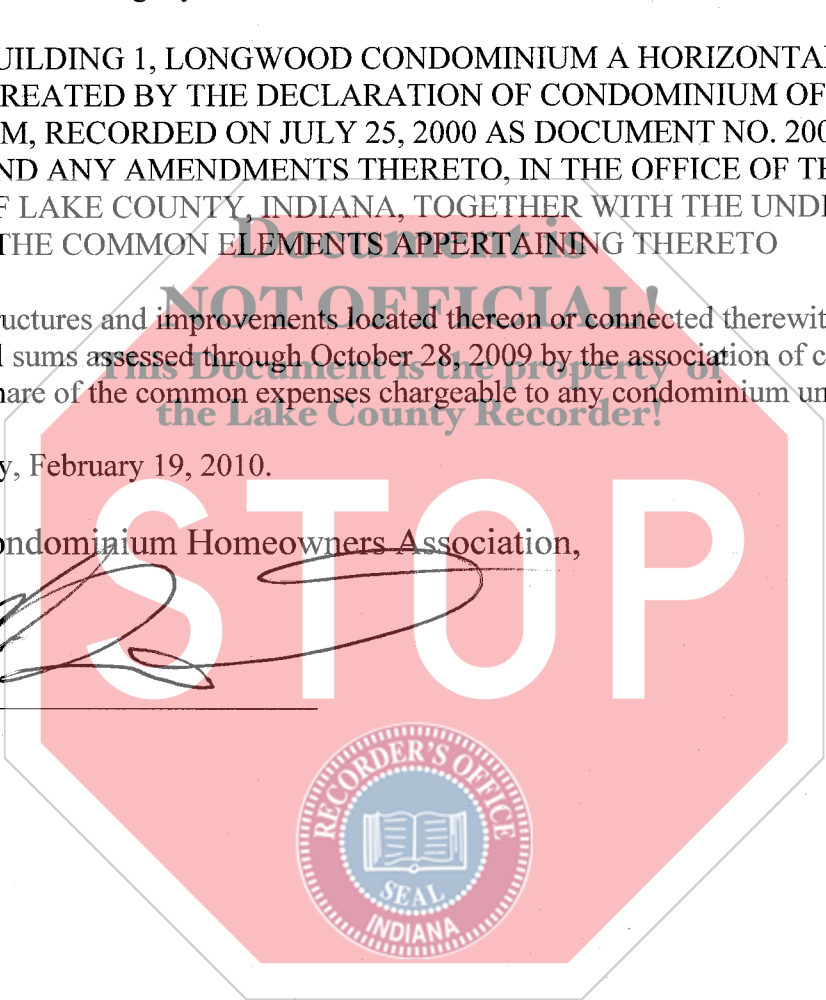 UILDING 1, LONGWOOD CONDOMINIUM A HORIZONTA
REATED BY THE DECLARATION OF CONDOMINIUM OF
M, RECORDED ON JULY 25, 2000 AS DOCUMENT NO. 200
ND ANY AMENDMENTS THERETO, IN THE OFFICE OF TH
F LAKE COUNTY, INDIANA, TOGETHER WITH THE UNDI
THE COMMON ELEMENTS APPERTAINING THERETO
Document is
NOT OFFICIAL!
This Document is the property of
the Lake County Recorder!
ructures and improvements located thereon or connected therewit
l sums assessed through October 28, 2009 by the association of c
hare of the common expenses chargeable to any condominium un
y, February 19, 2010.
STOP
ondominium Homeowners Association,
RECORDER'S OFFICE
SEAL
INDIANA